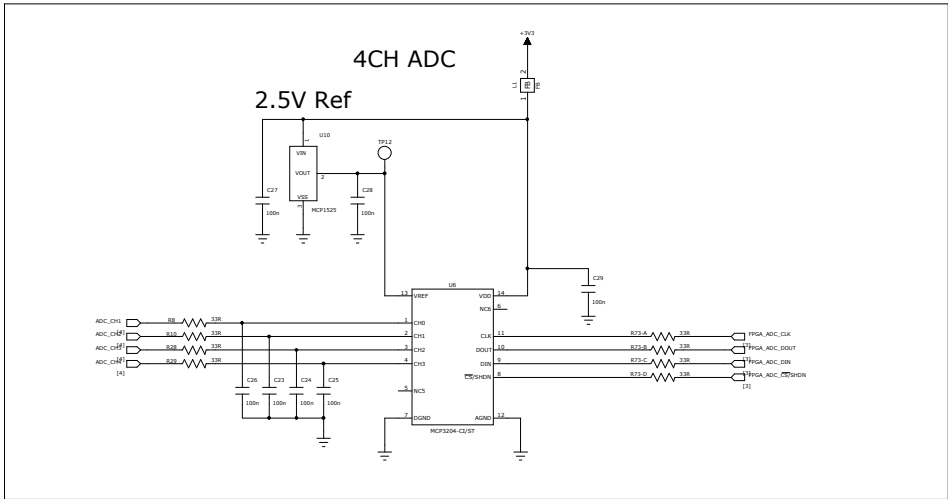 +3V3
4CH ADC
2
L1
FB
FB
1
2.5V Ref
U10
1
TP12
VIN
VOUT
2
C27
C28
VSS
3
100n
MCP1525
100n
U6
13
VREF
VDD
14
C29
NC6
6
100n
ADC_CH1
R8
33R
1
CH0
[4]
ADC_CH2
R10
33R
2
CH1
CLK
11
R73-A
33R
FPGA_ADC_CLK
[4]
[3]
ADC_CH3
R28
33R
3
CH2
DOUT
10
R73-B
33R
FPGA_ADC_DOUT
[4]
[3]
ADC_CH4
R29
33R
4
CH3
DIN
9
R73-C
33R
FPGA_ADC_DIN
[4]
[3]
CS/SHDN
8
R73-D
33R
FPGA_ADC_CS/SHDN
[3]
C26
C23
C24
C25
5
NC5
100n
100n
100n
100n
7
DGND
AGND
12
MCP3204-CI/ST